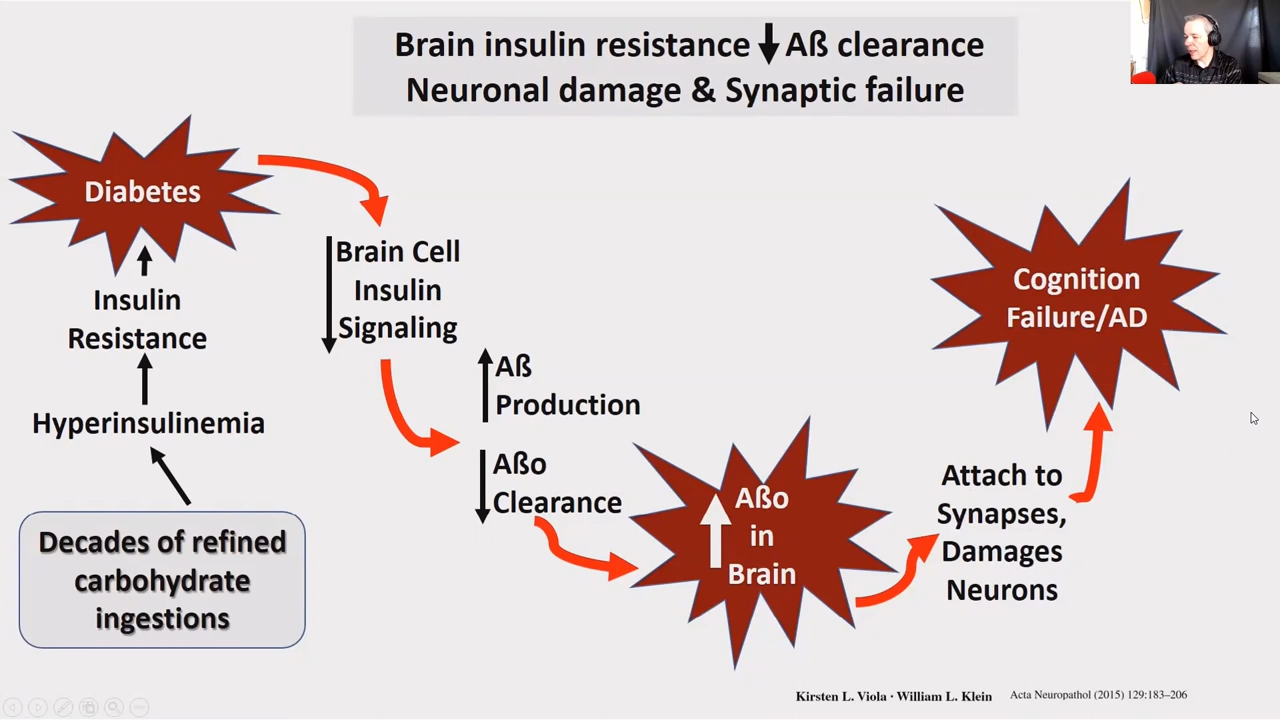 Brain insulin resistance ↓ Aß clearance
Neuronal damage & Synaptic failure
Diabetes
Insulin
Resistance
Hyperinsulinemia
Decades of refined
carbohydrate
ingestions
Brain Cell
Insulin
Signaling
Aß
Production
Aßo
Clearance
Aßo
in
Brain
Attach to
Synapses,
Damages
Neurons
Cognition
Failure/AD
Kirsten L. Viola · William L. Klein Acta Neuropathol (2015) 129:183–206